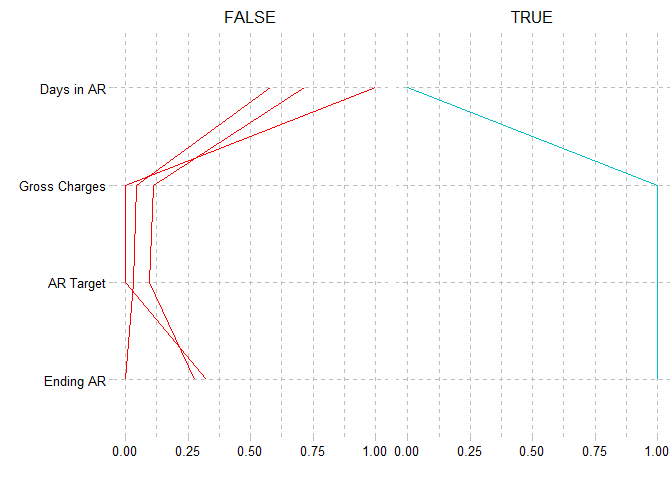 FALSE
TRUE
Days in AR
Gross Charges
AR Target
Ending AR
0.00 0.25 0.50 0.75 1.00 0.00 0.25 0.50 0.75 1.00